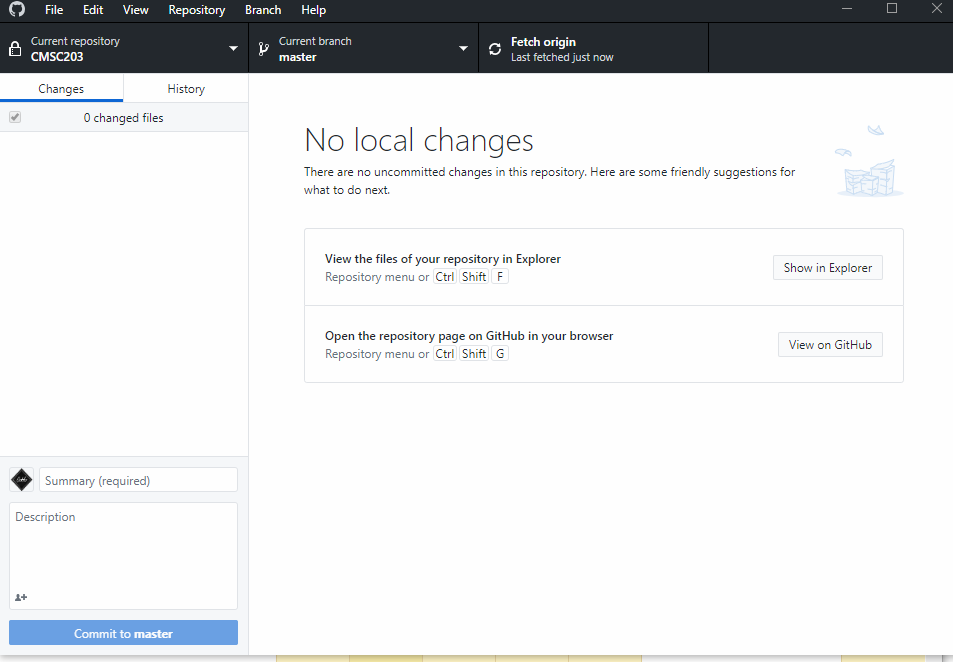 File Edit View Repository Branch Help
Current repository
CMSC203
Current branch
master
Fetch origin
Last fetched just now
Changes History
0 changed files
No local changes
There are no uncommitted changes in this repository. Here are some friendly suggestions for
what to do next.
View the files of your repository in Explorer
Repository menu or Ctrl Shift F
Show in Explorer
Open the repository page on GitHub in your browser
Repository menu or Ctrl Shift G
View on GitHub
Summary (required)
Description
Commit to master